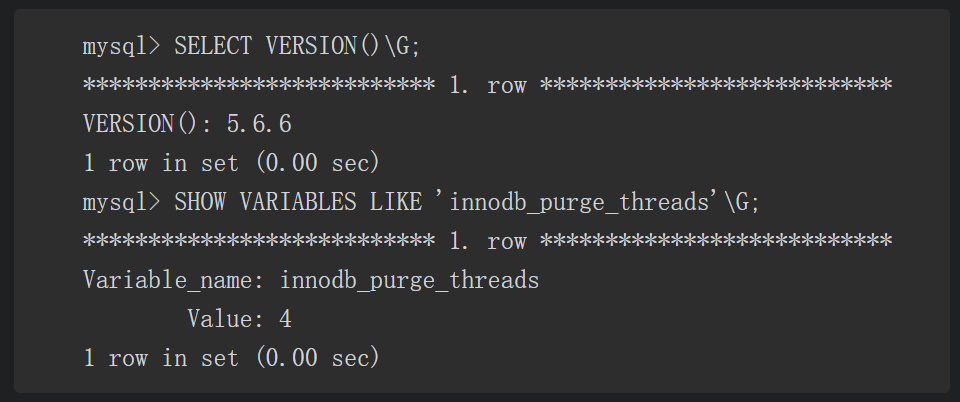 mysql> SELECT VERSION()\G;
*************************** 1. row ***************************
VERSION(): 5.6.6
1 row in set (0.00 sec)
mysql> SHOW VARIABLES LIKE 'innodb_purge_threads'\G;
*************************** 1. row ***************************
Variable_name: innodb_purge_threads
Value: 4
1 row in set (0.00 sec)